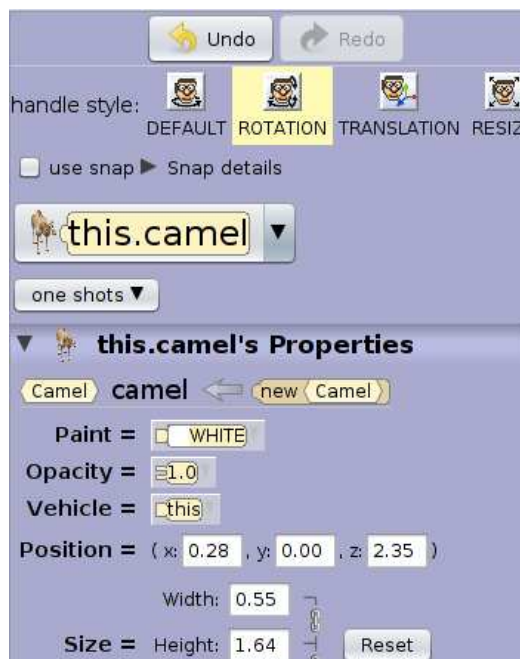 Undo Redo
handle style:
DEFAULT ROTATION TRANSLATION RESIZ
use snap ▶ Snap details
this.camel ▼
one shots ▼
▼ this.camel's Properties
Camel camel new Camel
Paint = WHITE
Opacity = 1.0
Vehicle = this
Position = ( x: 0.28 , y: 0.00 , z: 2.35 )
Width: 0.55
Size = Height: 1.64 Reset